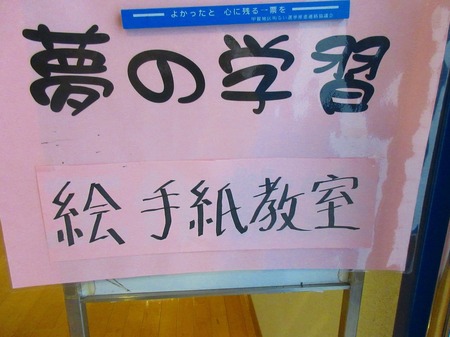 よかったと 心に残る一票を
夢の学習
絵手紙教室